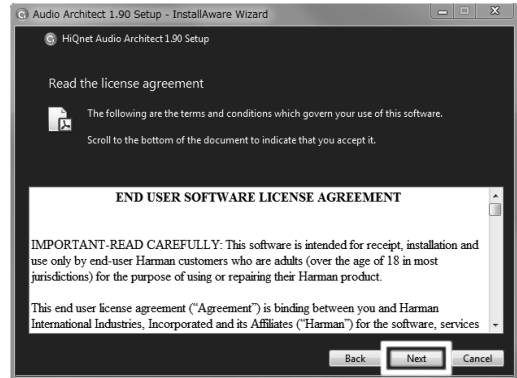 Audio Architect 1.90 Setup - InstallAware Wizard
HiQnet Audio Architect 1.90 Setup
Read the license agreement
The following are the terms and conditions which govern your use of this software.
Scroll to the bottom of the document to indicate that you accept it.
END USER SOFTWARE LICENSE AGREEMENT
IMPORTANT-READ CAREFULLY: This software is intended for receipt, installation and
use only by end-user Harman customers who are adults (over the age of 18 in most
jurisdictions) for the purpose of using or repairing their Harman product.
This end user license agreement (“Agreement”) is binding between you and Harman
International Industries, Incorporated and its Affiliates (“Harman”) for the software, services
Back Next Cancel